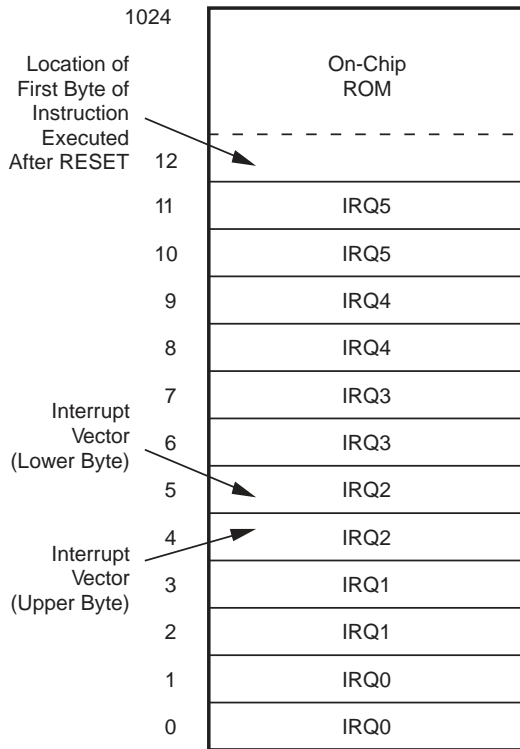 1024
On-Chip
ROM
Location of
First Byte of
Instruction
Executed
After RESET
12
11 IRQ5
10 IRQ5
9 IRQ4
8 IRQ4
7 IRQ3
Interrupt
Vector
(Lower Byte)
6 IRQ3
5 IRQ2
4 IRQ2
Interrupt
Vector
(Upper Byte)
3 IRQ1
2 IRQ1
1 IRQ0
0 IRQ0